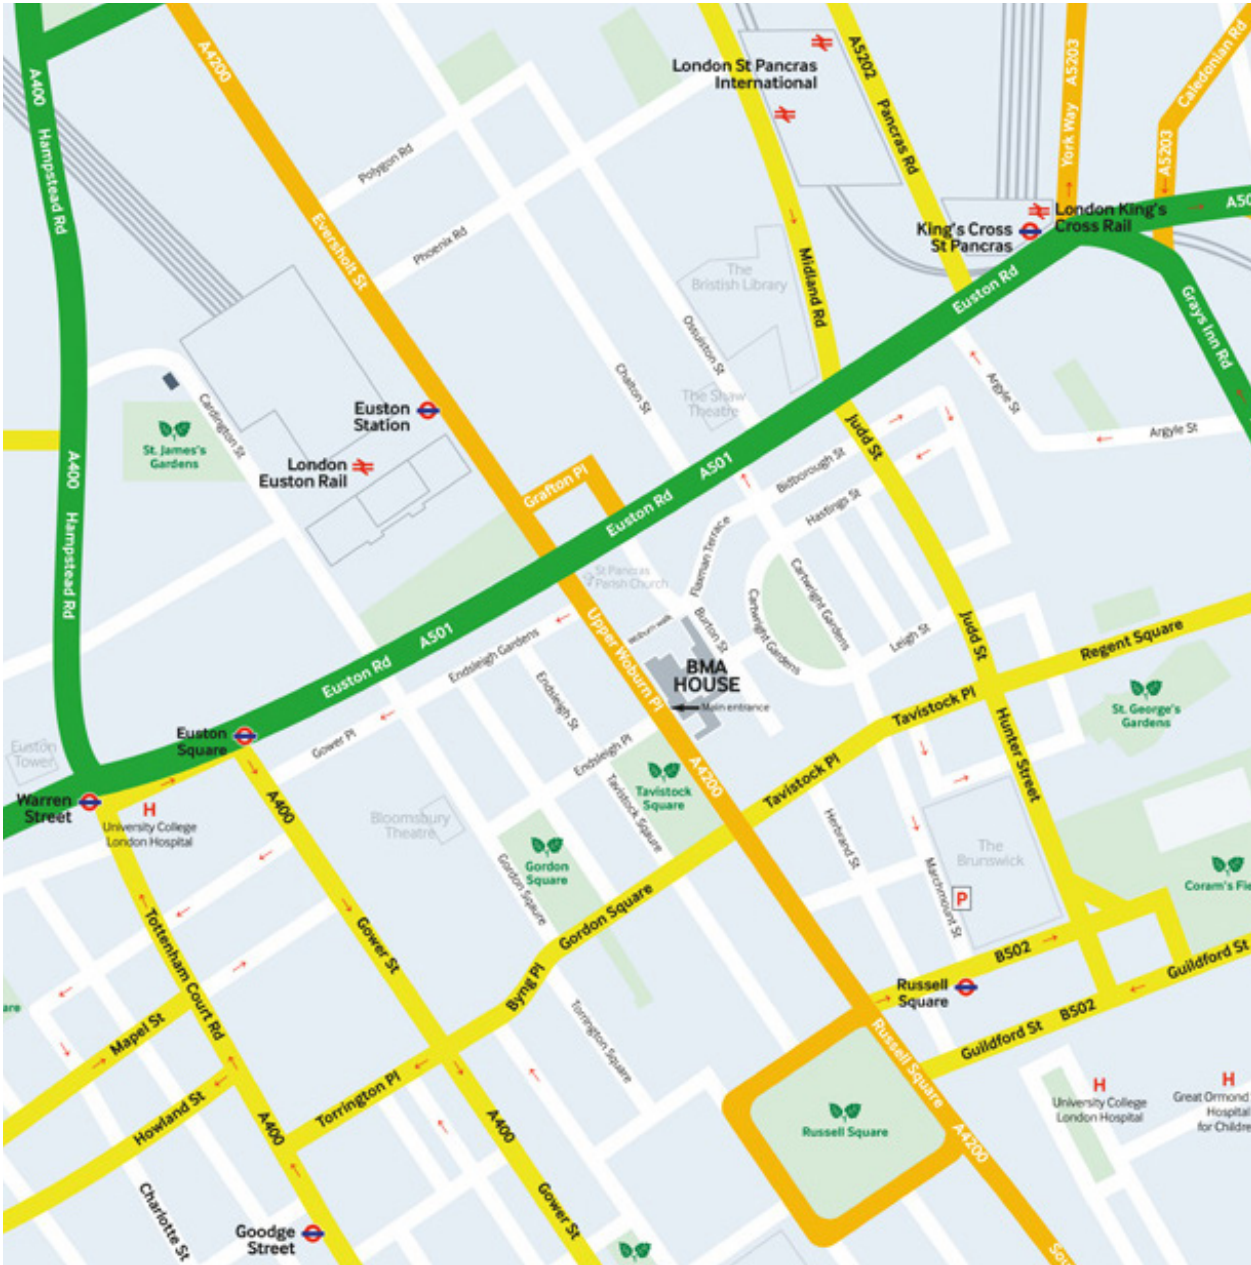 A4200
London St Pancras
International
A5202
Pancras Rd
A5203
York Way
Caledonian Rd
A5203
A400
Hampstead Rd
Polygon Rd
Phoenix Rd
Eversholt St
London King's
Cross Rail
King's Cross
St Pancras
The
Bristish Library
Midland Rd
Euston Rd
Grays Inn Rd
Ossulston St
Chalton St
The Shaw
Theatre
Argyle St
Argyle St
Cardington St
Euston
Station
St. James's
Gardens
London
Euston Rail
A400
Hampstead Rd
Judd St
Grafton Pl
Euston Rd
A501
Bidborough St
Hastings St
Flaxman Terrace
St Pancras
Parish Church
Cartwright Gardens
Cartwright Gardens
Burton St
Leigh St
Judd St
Regent Square
A501
Euston Rd
Endsleigh Gardens
Upper Woburn Pl
BMA
HOUSE
Main entrance
Endsleigh St
Endsleigh Pl
Tavistock Pl
St. George's
Gardens
Hunter Street
Euston
Tower
Euston
Square
Gower Pl
Warren
Street
H
University College
London Hospital
A400
Bloomsbury
Theatre
Tavistock
Square
Tavistock Sqaure
A4200
Tavistock Pl
Herbrand St
The
Brunswick
Gordon
Square
Gordon Sqaure
Gordon Square
Marchmount St
P
Coram's Fie
Tottenham Court Rd
Gower St
Byng Pl
B502
Guildford St
Russell
Square
are
Mapel St
Torrington Square
Russell Square
Guildford St
B502
Howland St
Torrington Pl
A400
A400
Russell Square
A4200
H
University College
London Hospital
H
Great Ormond
Hospital
for Childre
Charlotte St
Goodge
Street
Gower St